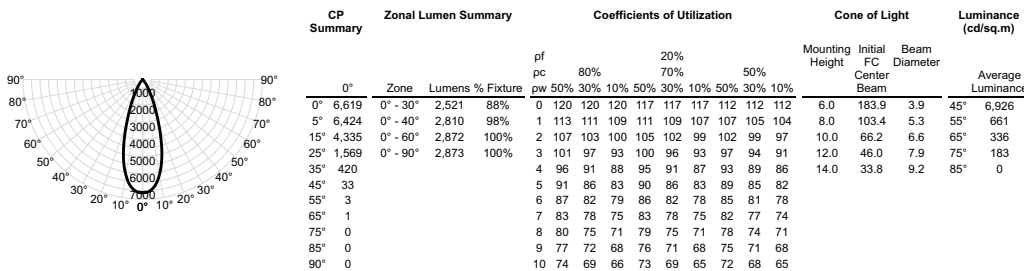 90° 90°
80° 80°
70° 70°
60° 60°
50° 50°
40° 40°
30° 30°
20° 10° 0° 10° 20°
1000
2000
3000
4000
5000
6000
7000
CP Summary
0°
0° 6,619
5° 6,424
15° 4,335
25° 1,569
35° 420
45° 33
55° 3
65° 1
75° 0
85° 0
90° 0
Zonal Lumen Summary
Zone Lumens % Fixture
0° - 30° 2,521 88%
0° - 40° 2,810 98%
0° - 60° 2,872 100%
0° - 90° 2,873 100%
Coefficients of Utilization
ρf 20%
ρc 80% 70% 50%
ρw 50% 30% 10% 50% 30% 10% 50% 30% 10%
0 120 120 120 117 117 117 112 112 112
1 113 111 109 111 109 107 107 105 104
2 107 103 100 105 102 99 102 99 97
3 101 97 93 100 96 93 97 94 91
4 96 91 88 95 91 87 93 89 86
5 91 86 83 90 86 83 89 85 82
6 87 82 79 86 82 78 85 81 78
7 83 78 75 83 78 75 82 77 74
8 80 75 71 79 75 71 78 74 71
9 77 72 68 76 71 68 75 71 68
10 74 69 66 73 69 65 72 68 65
Cone of Light
Mounting Height Initial FC Center Beam Beam Diameter
6.0 183.9 3.9
8.0 103.4 5.3
10.0 66.2 6.6
12.0 46.0 7.9
14.0 33.8 9.2
Luminance
(cd/sq.m)
Average
Luminance
45° 6,926
55° 661
65° 336
75° 183
85° 0